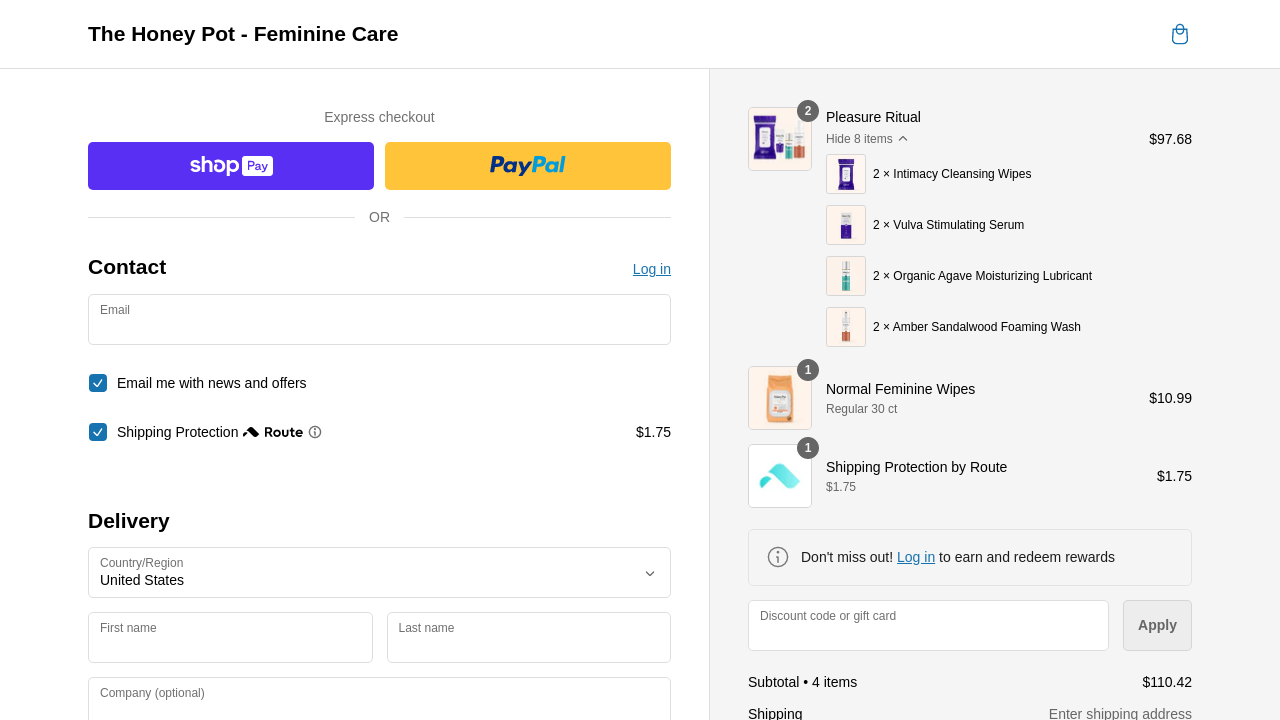 The Honey Pot - Feminine Care
Express checkout
shop Pay
PayPal
OR
Contact
Log in
Email
Email me with news and offers
Shipping Protection Route
$1.75
Delivery
Country/Region
United States
First name
Last name
Company (optional)
2
Pleasure Ritual
Hide 8 items
$97.68
2 × Intimacy Cleansing Wipes
2 × Vulva Stimulating Serum
2 × Organic Agave Moisturizing Lubricant
2 × Amber Sandalwood Foaming Wash
1
Normal Feminine Wipes
Regular 30 ct
$10.99
1
Shipping Protection by Route
$1.75
$1.75
Don't miss out! Log in to earn and redeem rewards
Discount code or gift card
Apply
Subtotal • 4 items
$110.42
Shipping
Enter shipping address